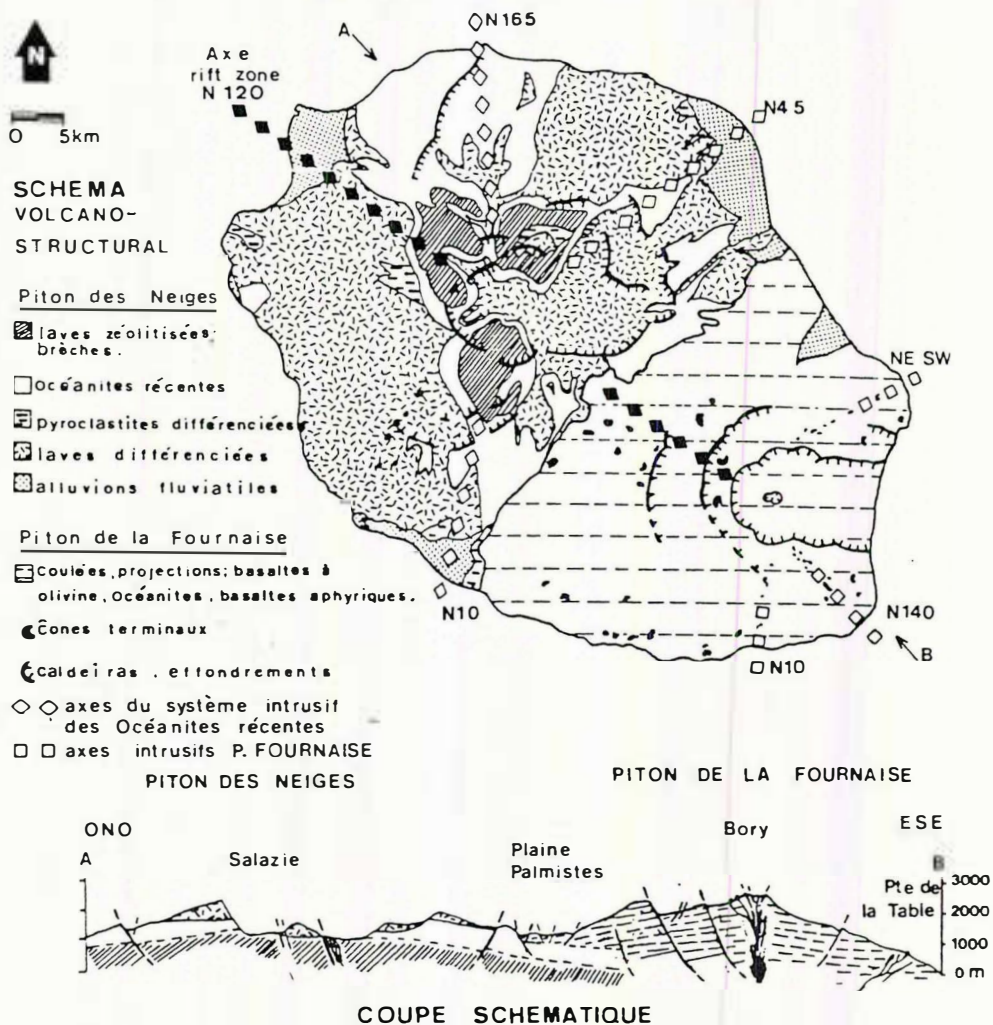 N
0 5km
A
N165
Axe
rift zone
N 120
N45
NE SW
N140
B
N10
N10
SCHEMA
VOLCANO-
STRUCTURAL
Piton des Neiges
laves zéolitisées,
brèches.
Océanites récentes
pyroclastites différenciées
laves différenciées
alluvions fluviatiles
Piton de la Fournaise
Coulées, projections; basaltes à
olivine, Océanites, basaltes aphyriques.
Cones terminaux
Caldeiras, effondrements
axes du système intrusif
des Océanites récentes
axes intrusifs P. FOURNAISE
PITON DES NEIGES
PITON DE LA FOURNAISE
ONO
A
Salazie
Plaine
Palmistes
Bory
ESE
B
Pte de
la Table
3000
2000
1000
0 m
COUPE SCHEMATIQUE